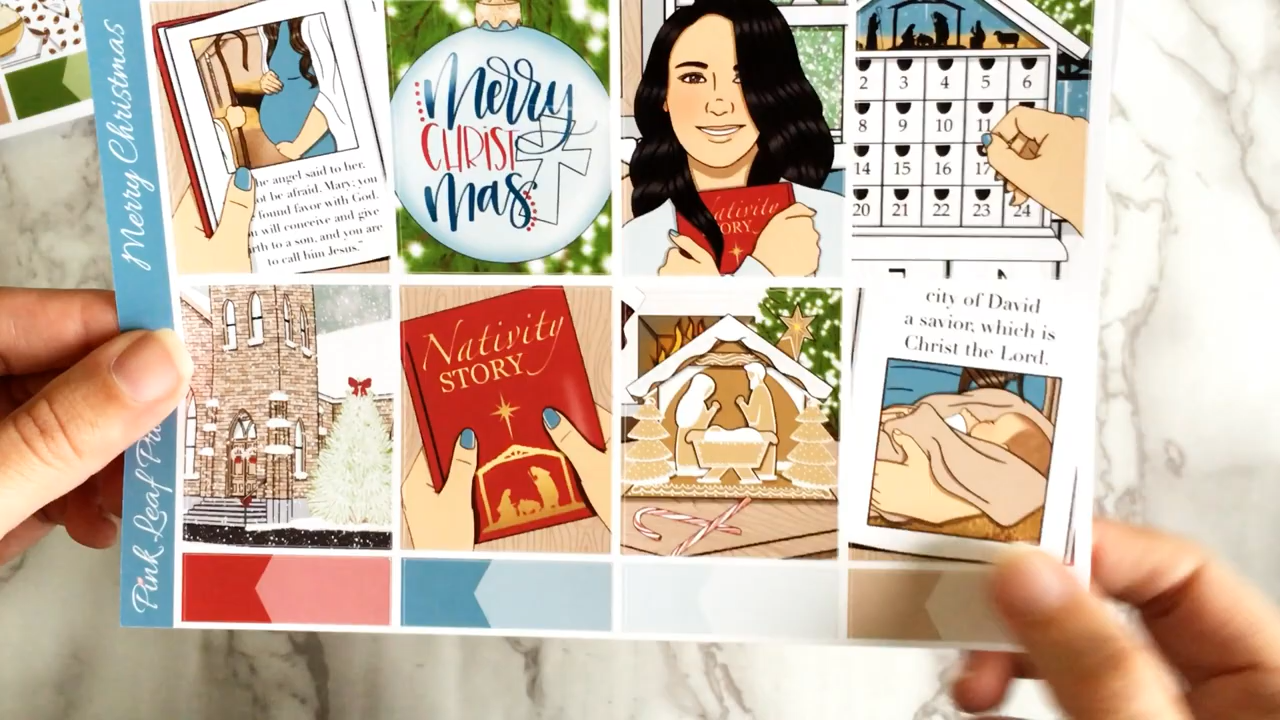 Merry Christmas
Pink Leaf
he angel said to her,
ot be afraid, Mary; you
found favor with God.
will conceive and give
rth to a son, and you are
to call him Jesus."
Merry
CHRIST
mas
Nativity
ORY
2 3 4 5 6
8 9 10 11
14 15 16 17
20 21 22 23 24
Nativity
STORY
city of David
a savior, which is
Christ the Lord.